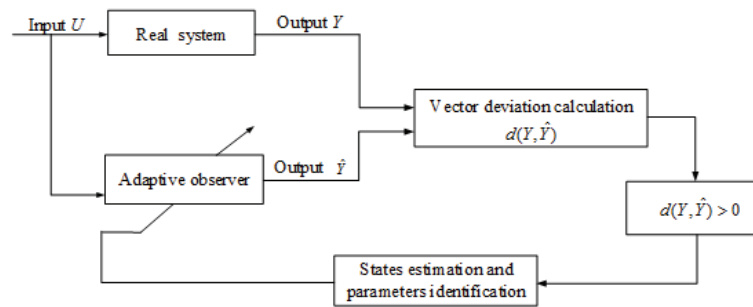 Input U
Real system
Output Y
Vector deviation calculation
d(Y,Ŷ)
Adaptive observer
Output Ŷ
d(Y,Ŷ) > 0
States estimation and
parameters identification